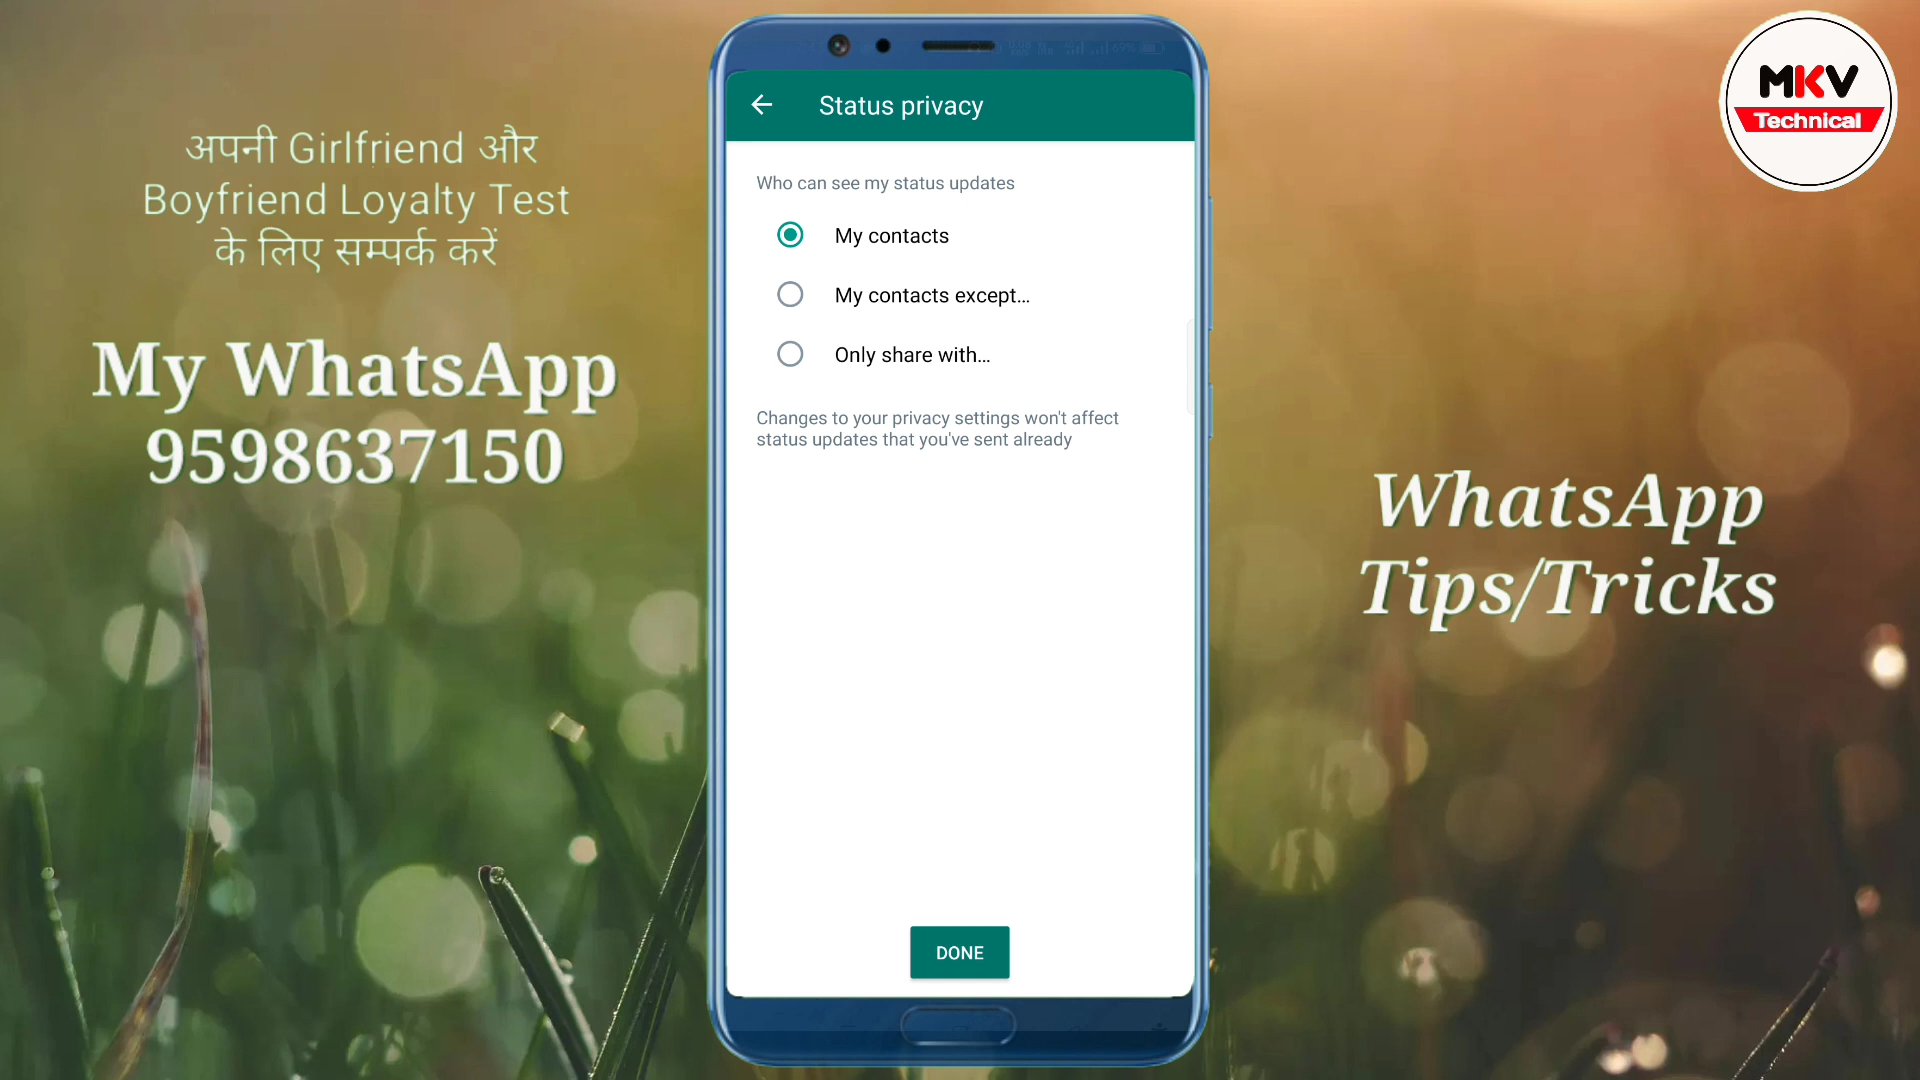 अपनी Girlfriend और
Boyfriend Loyalty Test
के लिए सम्पर्क करें
My WhatsApp
9598637150
69%
Status privacy
Who can see my status updates
My contacts
My contacts except...
Only share with...
Changes to your privacy settings won't affect
status updates that you've sent already
DONE
MKV
Technical
WhatsApp
Tips/Tricks